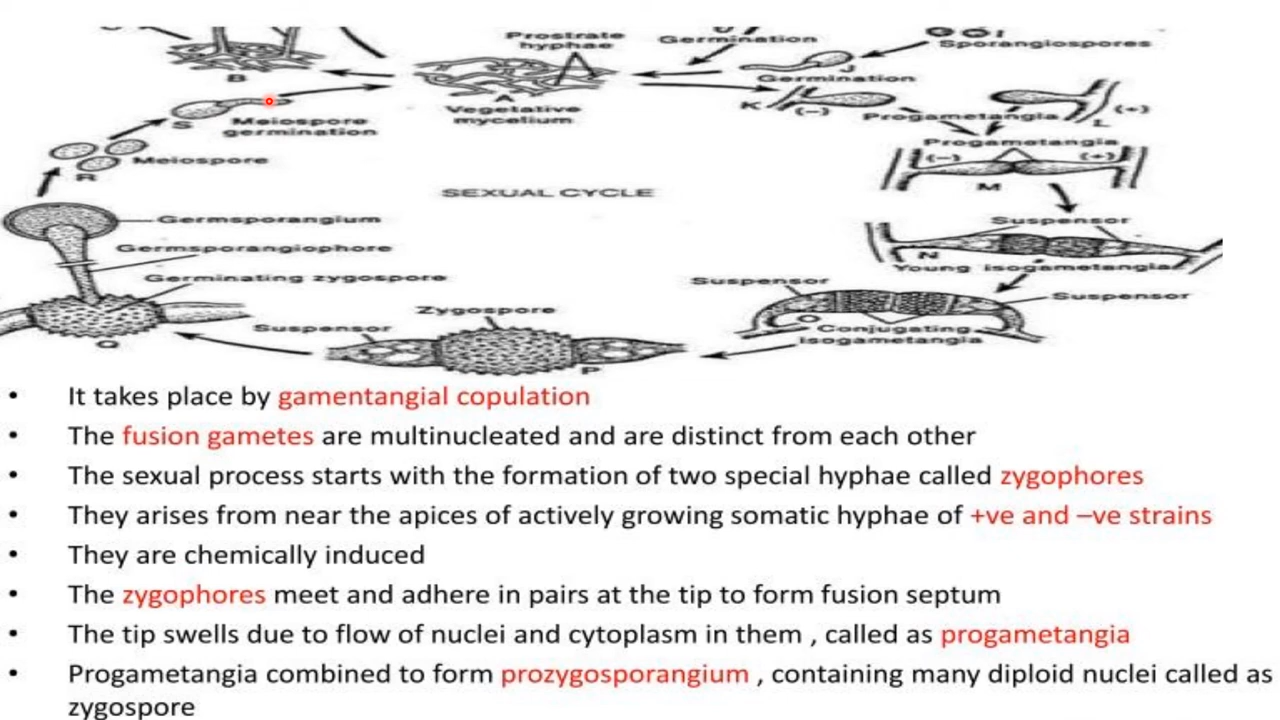 Prostrate
hyphae
Germination
Sporangiospores
J
Germination
B
A
Vegetative
mycelium
K
(-)
Progametangia
L
(+)
S
Meiospore
germination
Progametangia
(-)
(+)
M
Meiospore
R
SEXUAL CYCLE
Germsporangium
Suspensor
Germsporangiophore
N
Young isogametangia
Germinating zygospore
Suspensor
Suspensor
Zygospore
O
Conjugating
isogametangia
Suspensor
Q
P
• It takes place by gamentangial copulation
• The fusion gametes are multinucleated and are distinct from each other
• The sexual process starts with the formation of two special hyphae called zygophores
• They arises from near the apices of actively growing somatic hyphae of +ve and –ve strains
• They are chemically induced
• The zygophores meet and adhere in pairs at the tip to form fusion septum
• The tip swells due to flow of nuclei and cytoplasm in them , called as progametangia
• Progametangia combined to form prozygosporangium , containing many diploid nuclei called as
zygospore